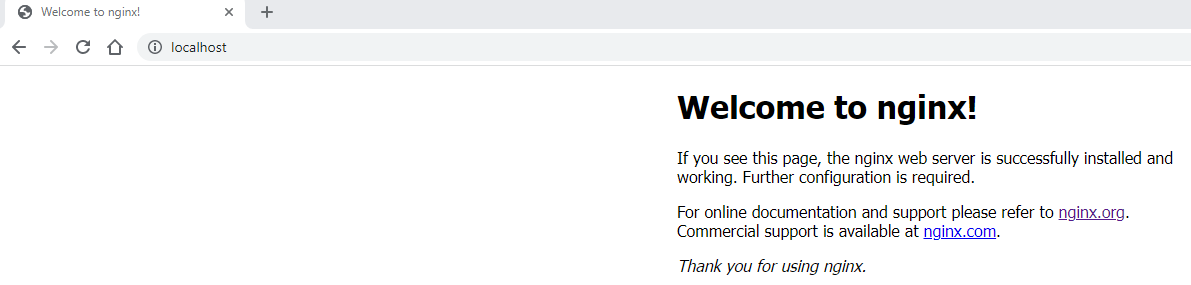 Welcome to nginx!
localhost
Welcome to nginx!
If you see this page, the nginx web server is successfully installed and
working. Further configuration is required.
For online documentation and support please refer to nginx.org.
Commercial support is available at nginx.com.
Thank you for using nginx.